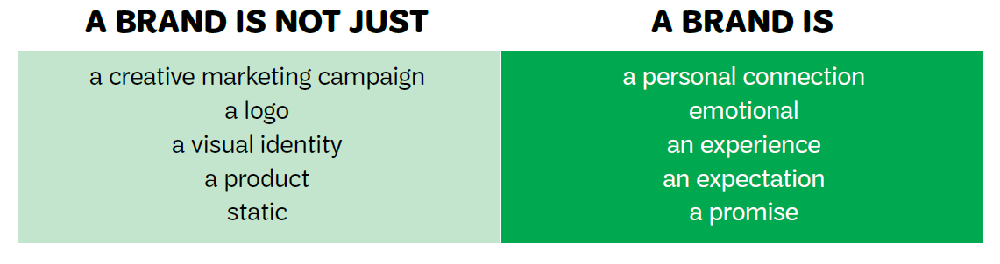 A BRAND IS NOT JUST
a creative marketing campaign
a logo
a visual identity
a product
static
A BRAND IS
a personal connection
emotional
an experience
an expectation
a promise